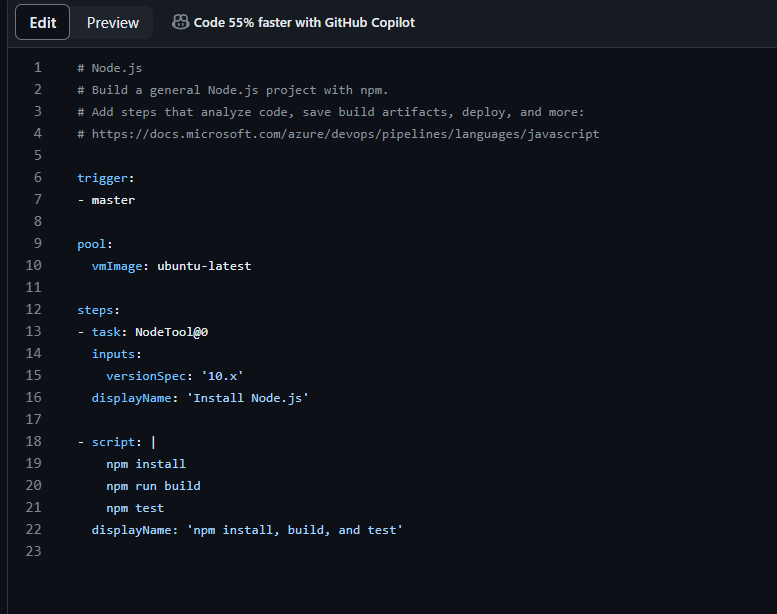 Edit Preview Code 55% faster with GitHub Copilot
1 # Node.js
2 # Build a general Node.js project with npm.
3 # Add steps that analyze code, save build artifacts, deploy, and more:
4 # https://docs.microsoft.com/azure/devops/pipelines/languages/javascript
5
6 trigger:
7 - master
8
9 pool:
10   vmImage: ubuntu-latest
11
12 steps:
13 - task: NodeTool@0
14   inputs:
15     versionSpec: '10.x'
16   displayName: 'Install Node.js'
17
18 - script: |
19     npm install
20     npm run build
21     npm test
22   displayName: 'npm install, build, and test'
23